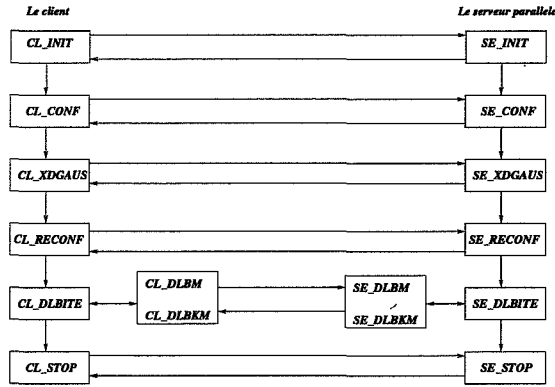 Le client Le serveur parallele
CL_INIT SE_INIT
CL_CONF SE_CONF
CL_XDGAUS SE_XDGAUS
CL_RECONF SE_RECONF
CL_DLBM SE_DLBM
CL_DLBITE SE_DLBITE
CL_DLBKM SE_DLBKM
CL_STOP SE_STOP